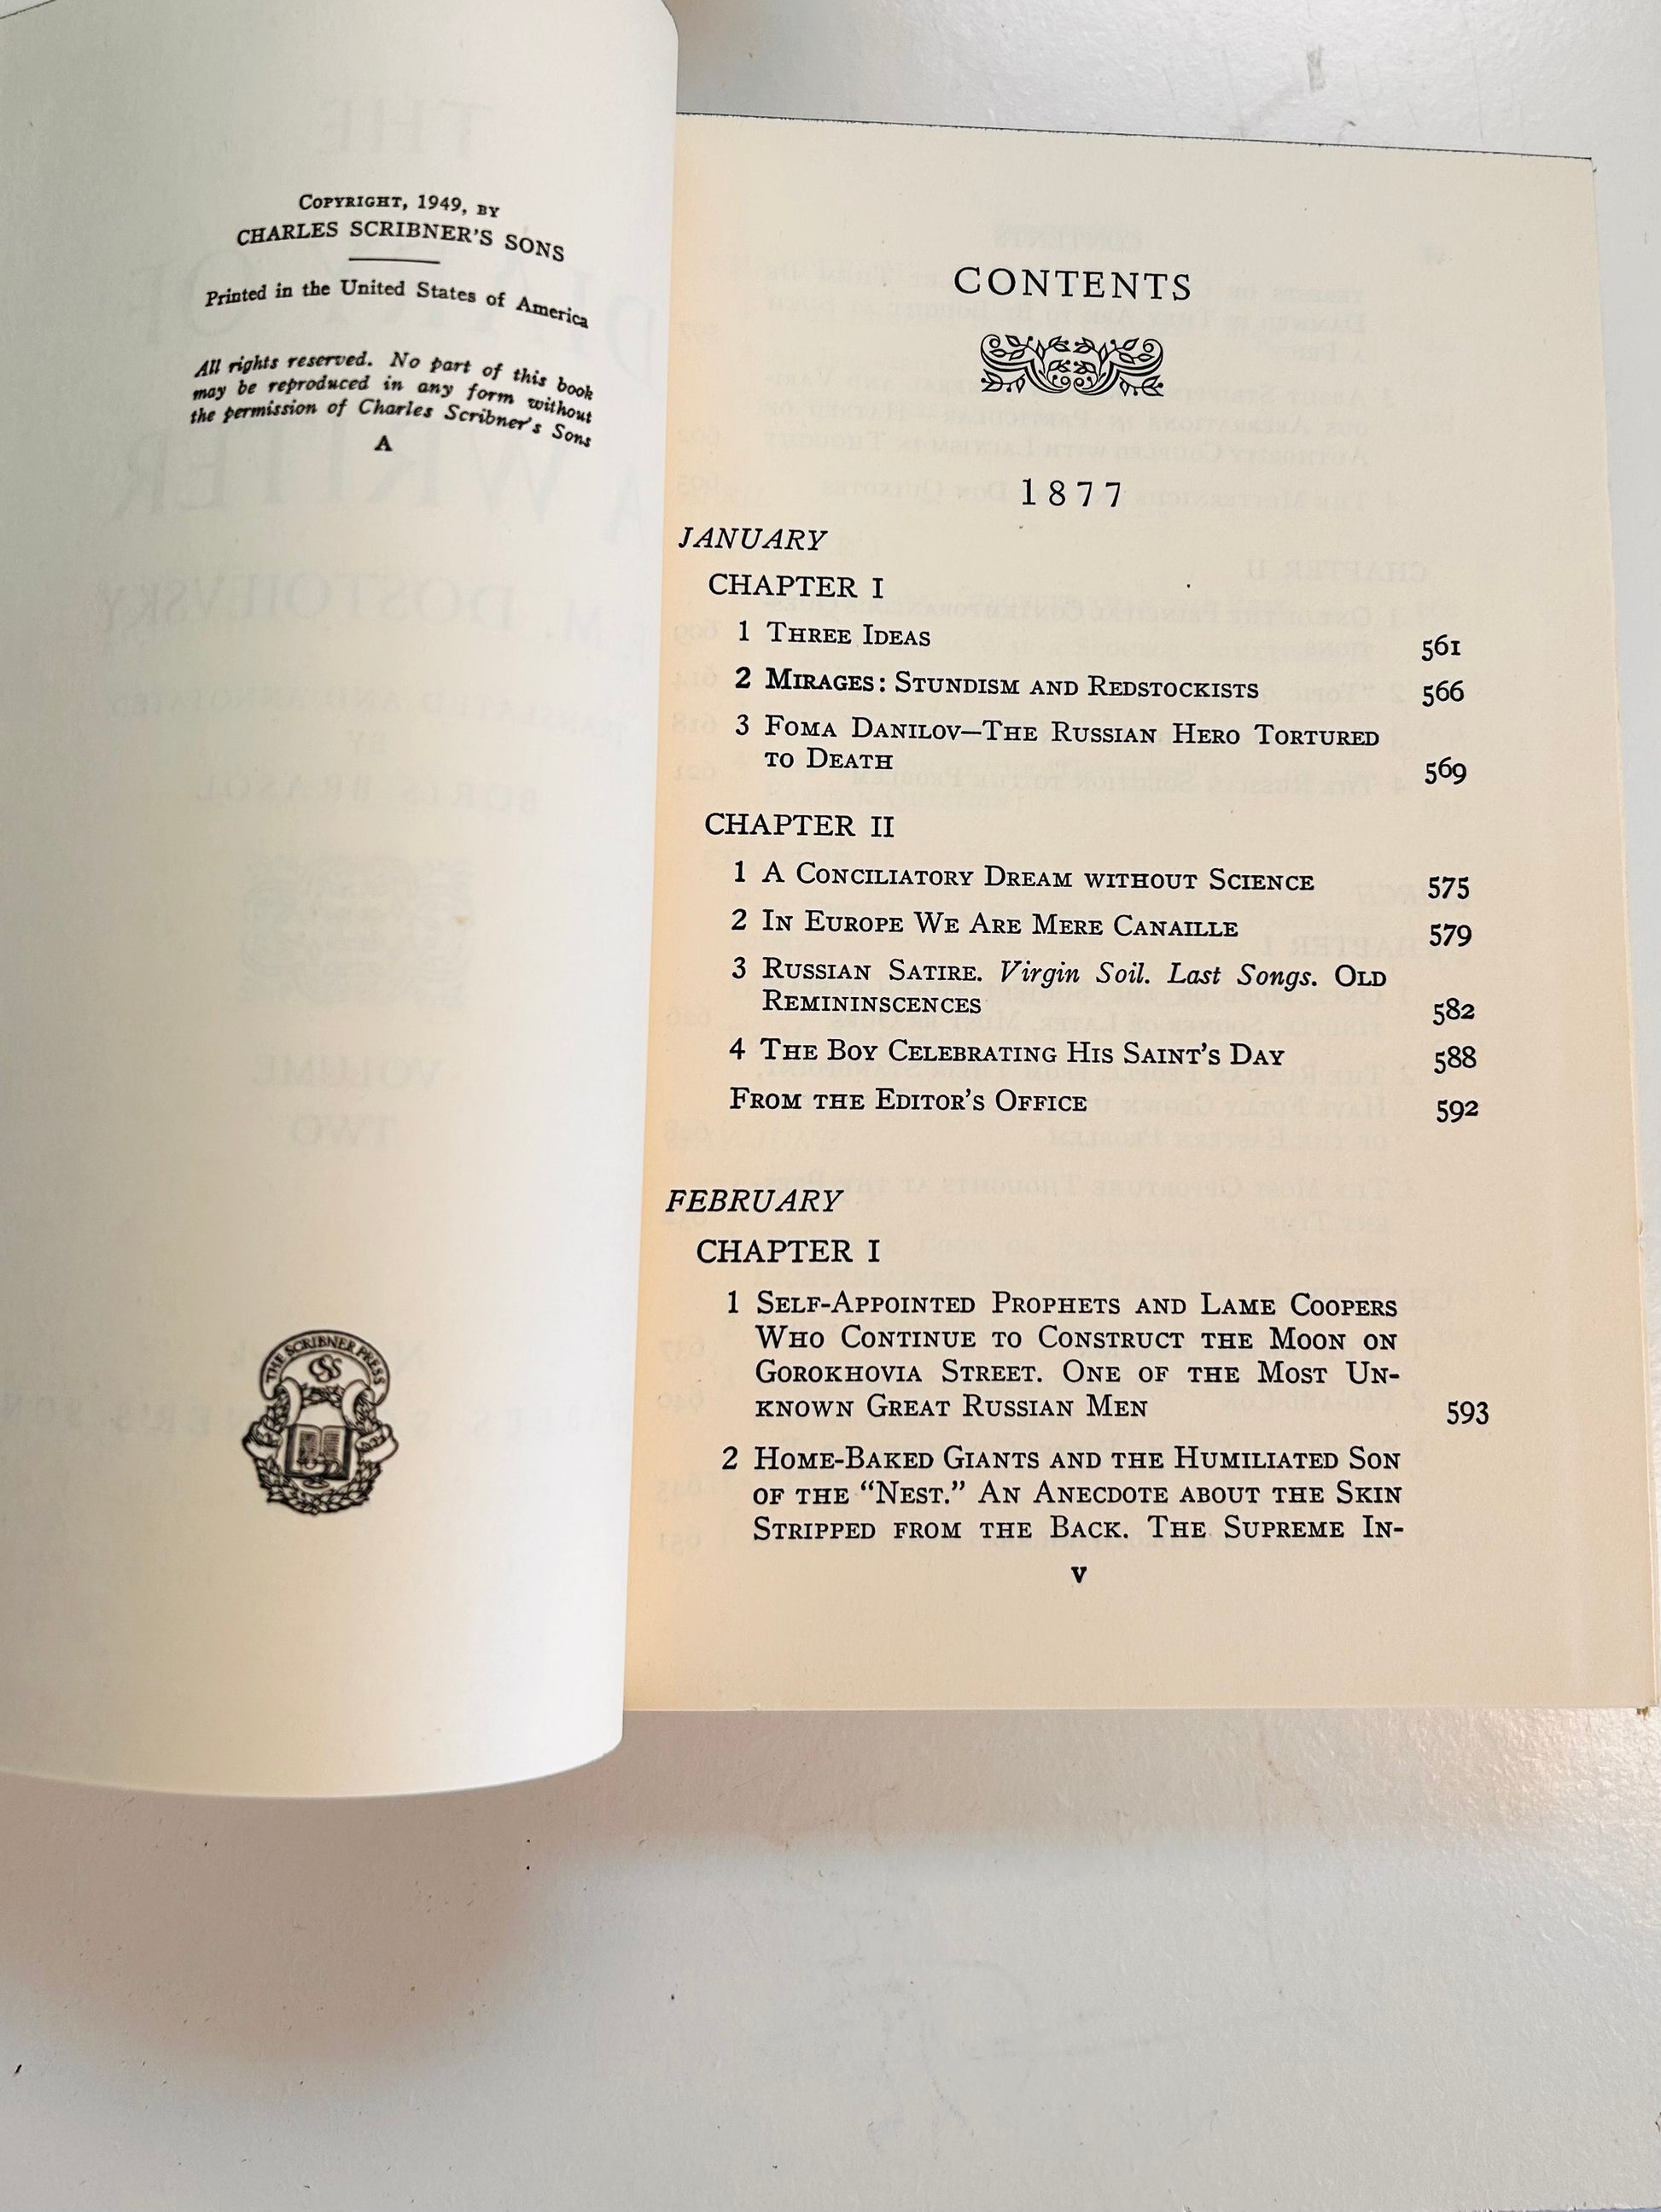 COPYRIGHT, 1949, BY
CHARLES SCRIBNER'S SONS
Printed in the United States of America
All rights reserved. No part of this book
may be reproduced in any form without
the permission of Charles Scribner's Sons
A
THE SCRIBNER PRESS
CONTENTS
1877
JANUARY
CHAPTER I
1 THREE IDEAS 561
2 MIRAGES: STUNDISM AND REDSTOCKISTS 566
3 FOMA DANILOV—THE RUSSIAN HERO TORTURED
TO DEATH 569
CHAPTER II
1 A CONCILIATORY DREAM WITHOUT SCIENCE 575
2 IN EUROPE WE ARE MERE CANAILLE 579
3 RUSSIAN SATIRE. Virgin Soil. Last Songs. OLD
REMININSCENCES 582
4 THE BOY CELEBRATING HIS SAINT'S DAY 588
FROM THE EDITOR'S OFFICE 592
FEBRUARY
CHAPTER I
1 SELF-APPOINTED PROPHETS AND LAME COOPERS
WHO CONTINUE TO CONSTRUCT THE MOON ON
GOROKHOVIA STREET. ONE OF THE MOST UN-
KNOWN GREAT RUSSIAN MEN 593
2 HOME-BAKED GIANTS AND THE HUMILIATED SON
OF THE "NEST." AN ANECDOTE ABOUT THE SKIN
STRIPPED FROM THE BACK. THE SUPREME IN-
v